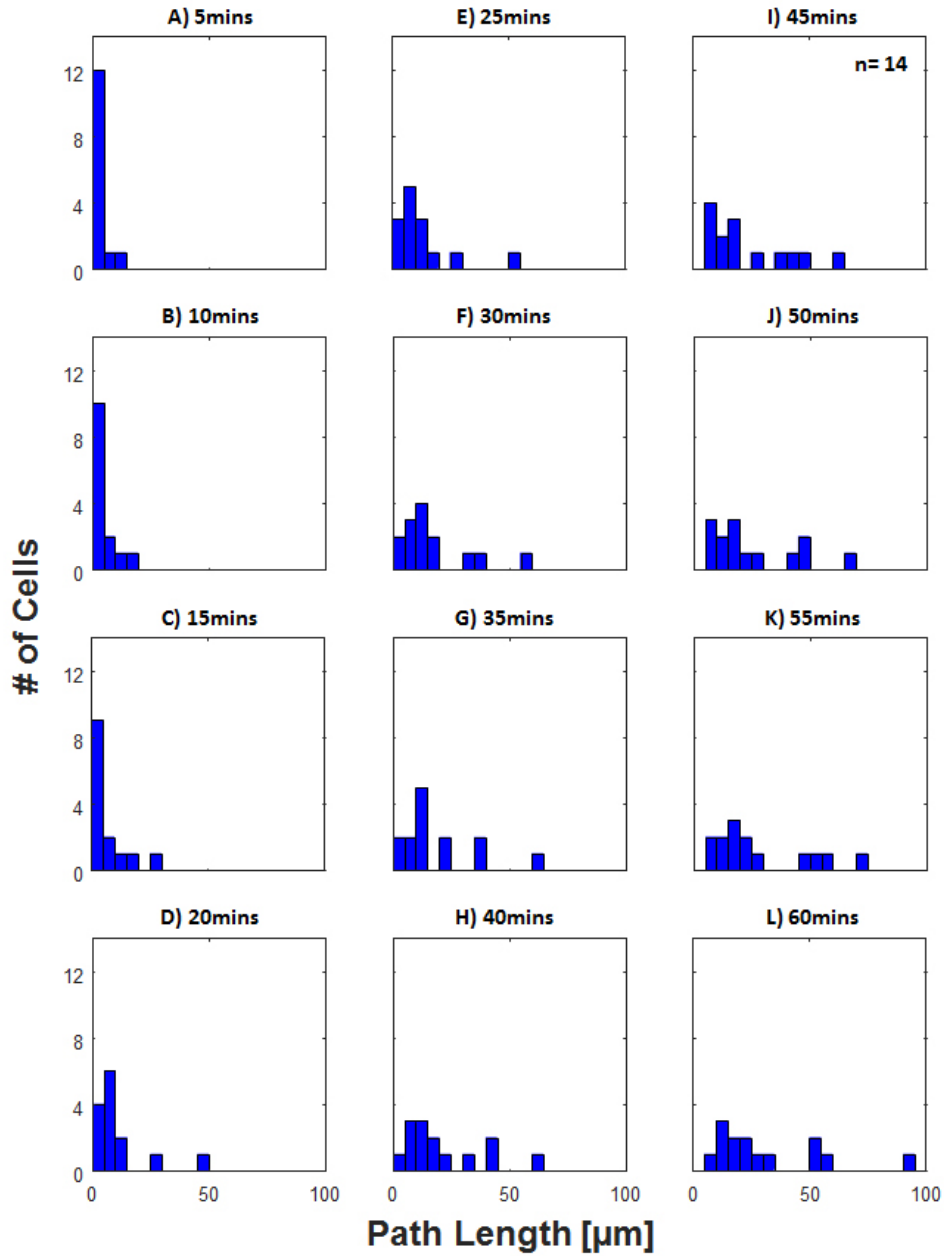 A) 5mins
E) 25mins
I) 45mins
n= 14
12
8
4
0
B) 10mins
F) 30mins
J) 50mins
12
8
4
0
# of Cells
C) 15mins
G) 35mins
K) 55mins
12
8
4
0
D) 20mins
H) 40mins
L) 60mins
12
8
4
0
0 50 100
0 50 100
0 50 100
Path Length [µm]